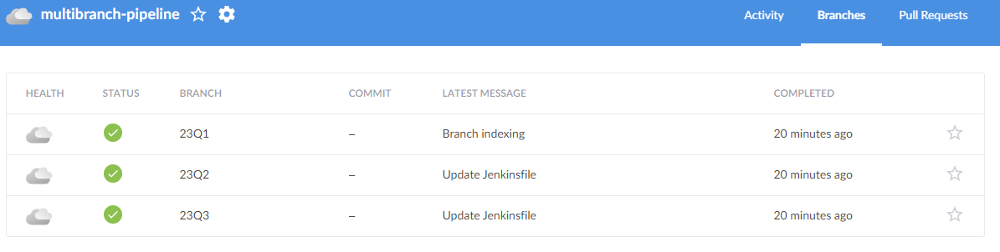 multibranch-pipeline Activity Branches Pull Requests
HEALTH STATUS BRANCH COMMIT LATEST MESSAGE COMPLETED
23Q1 – Branch indexing 20 minutes ago
23Q2 – Update Jenkinsfile 20 minutes ago
23Q3 – Update Jenkinsfile 20 minutes ago